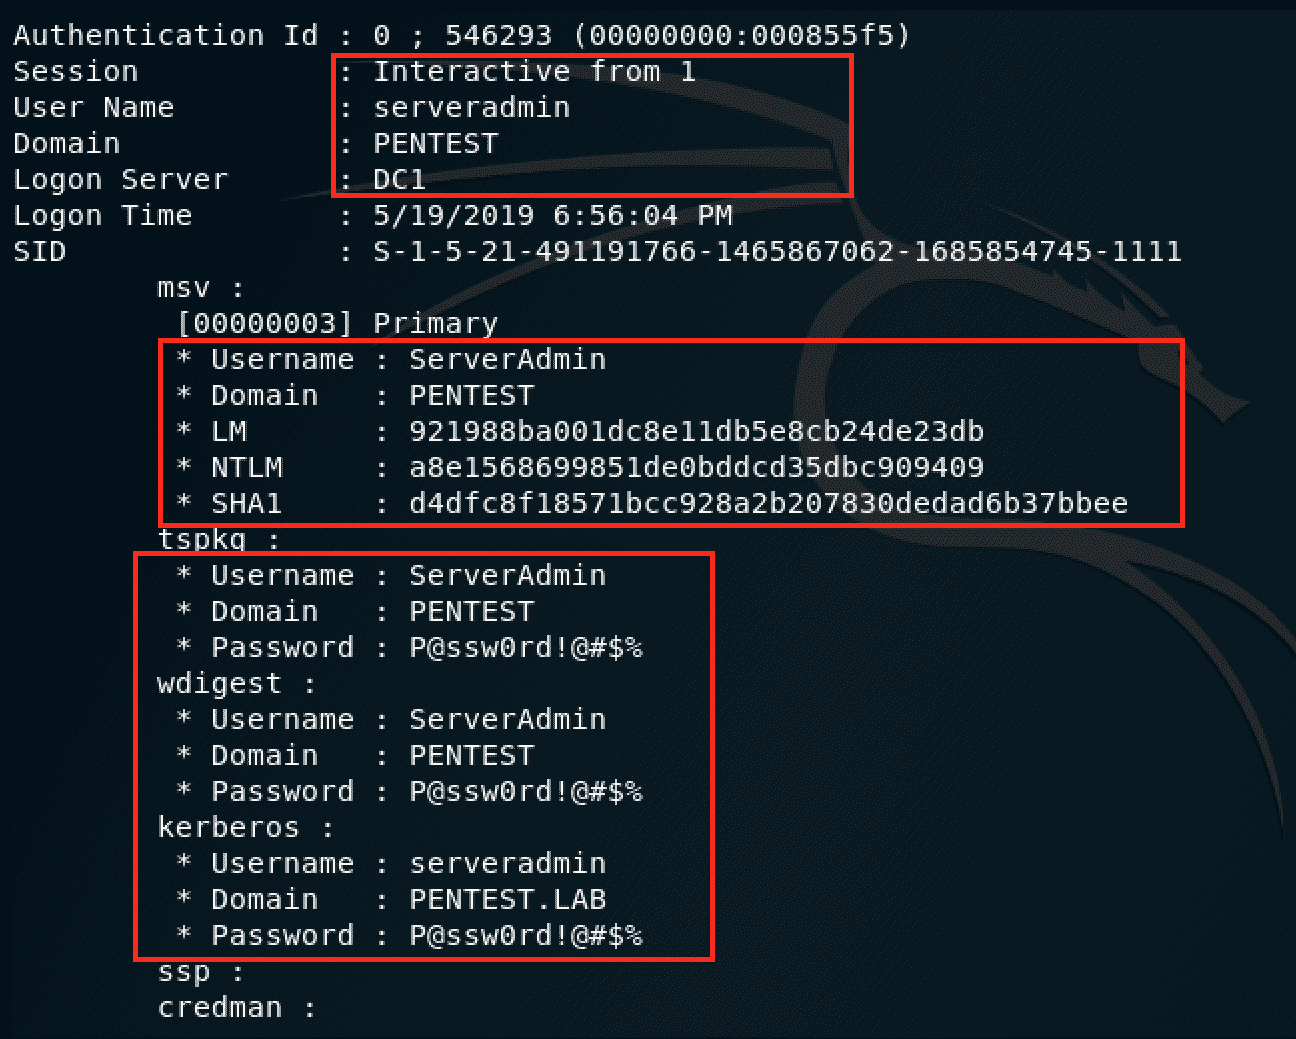 Authentication Id : 0 ; 546293 (00000000:000855f5)
Session           : Interactive from 1
User Name         : serveradmin
Domain            : PENTEST
Logon Server      : DC1
Logon Time        : 5/19/2019 6:56:04 PM
SID               : S-1-5-21-491191766-1465867062-1685854745-1111
        msv :
         [00000003] Primary
         * Username : ServerAdmin
         * Domain   : PENTEST
         * LM       : 921988ba001dc8e11db5e8cb24de23db
         * NTLM     : a8e1568699851de0bddcd35dbc909409
         * SHA1     : d4dfc8f18571bcc928a2b207830dedad6b37bbee
        tspkg :
         * Username : ServerAdmin
         * Domain   : PENTEST
         * Password : P@ssw0rd!@#$%
        wdigest :
         * Username : ServerAdmin
         * Domain   : PENTEST
         * Password : P@ssw0rd!@#$%
        kerberos :
         * Username : serveradmin
         * Domain   : PENTEST.LAB
         * Password : P@ssw0rd!@#$%
        ssp :
        credman :